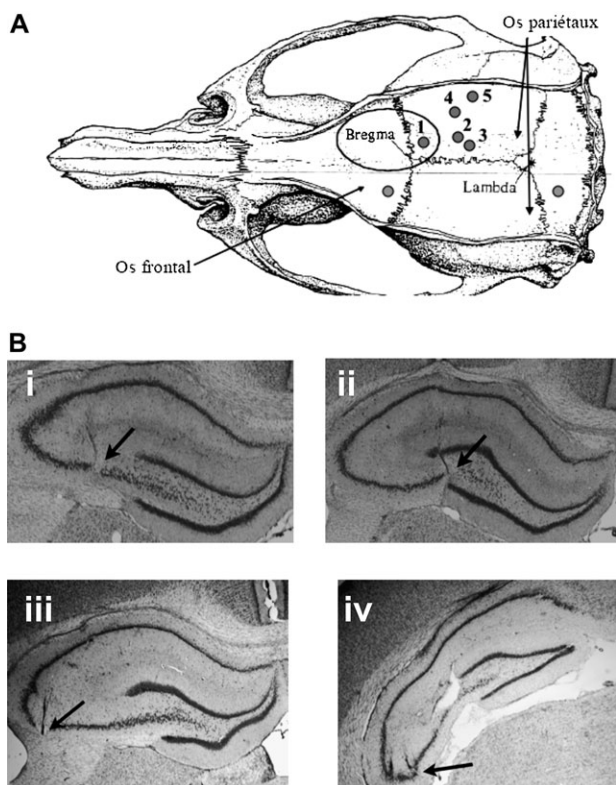 A
Os pariétaux
5
4
Bregma
1
2
3
Lambda
Os frontal
B
i
ii
iii
iv